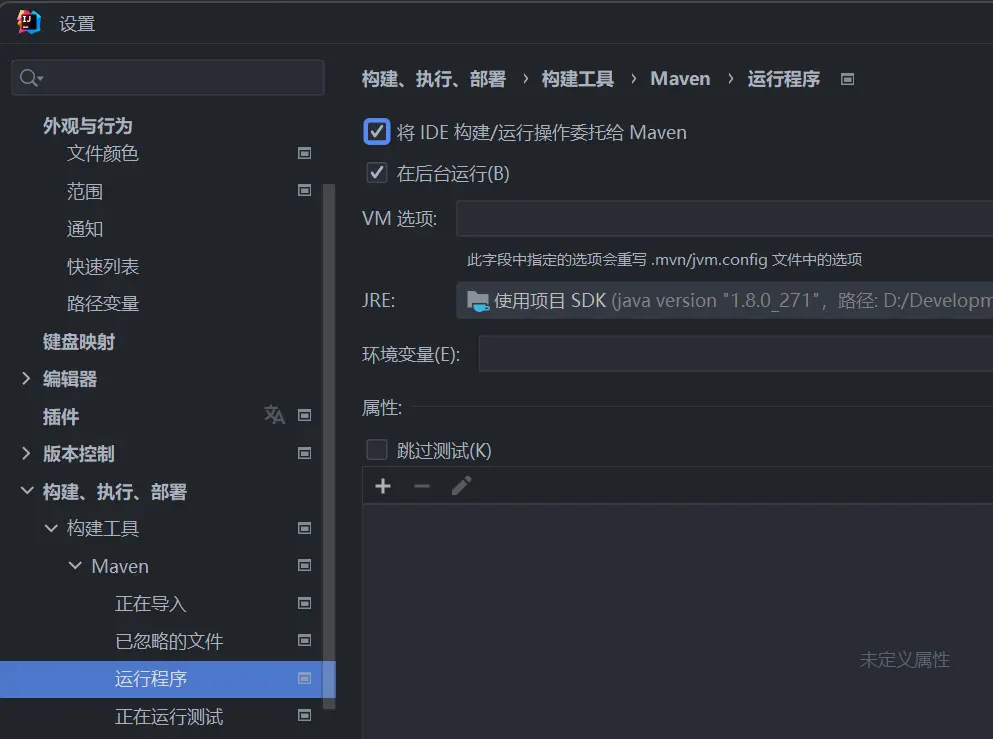 设置
构建、执行、部署 › 构建工具 › Maven › 运行程序
外观与行为
文件颜色
范围
通知
快速列表
路径变量
键盘映射
编辑器
插件
版本控制
构建、执行、部署
构建工具
Maven
正在导入
已忽略的文件
运行程序
正在运行测试
将 IDE 构建/运行操作委托给 Maven
在后台运行(B)
VM 选项:
此字段中指定的选项会重写 .mvn/jvm.config 文件中的选项
JRE: 使用项目 SDK (java version "1.8.0_271", 路径: D:/Developm
环境变量(E):
属性:
跳过测试(K)
未定义属性